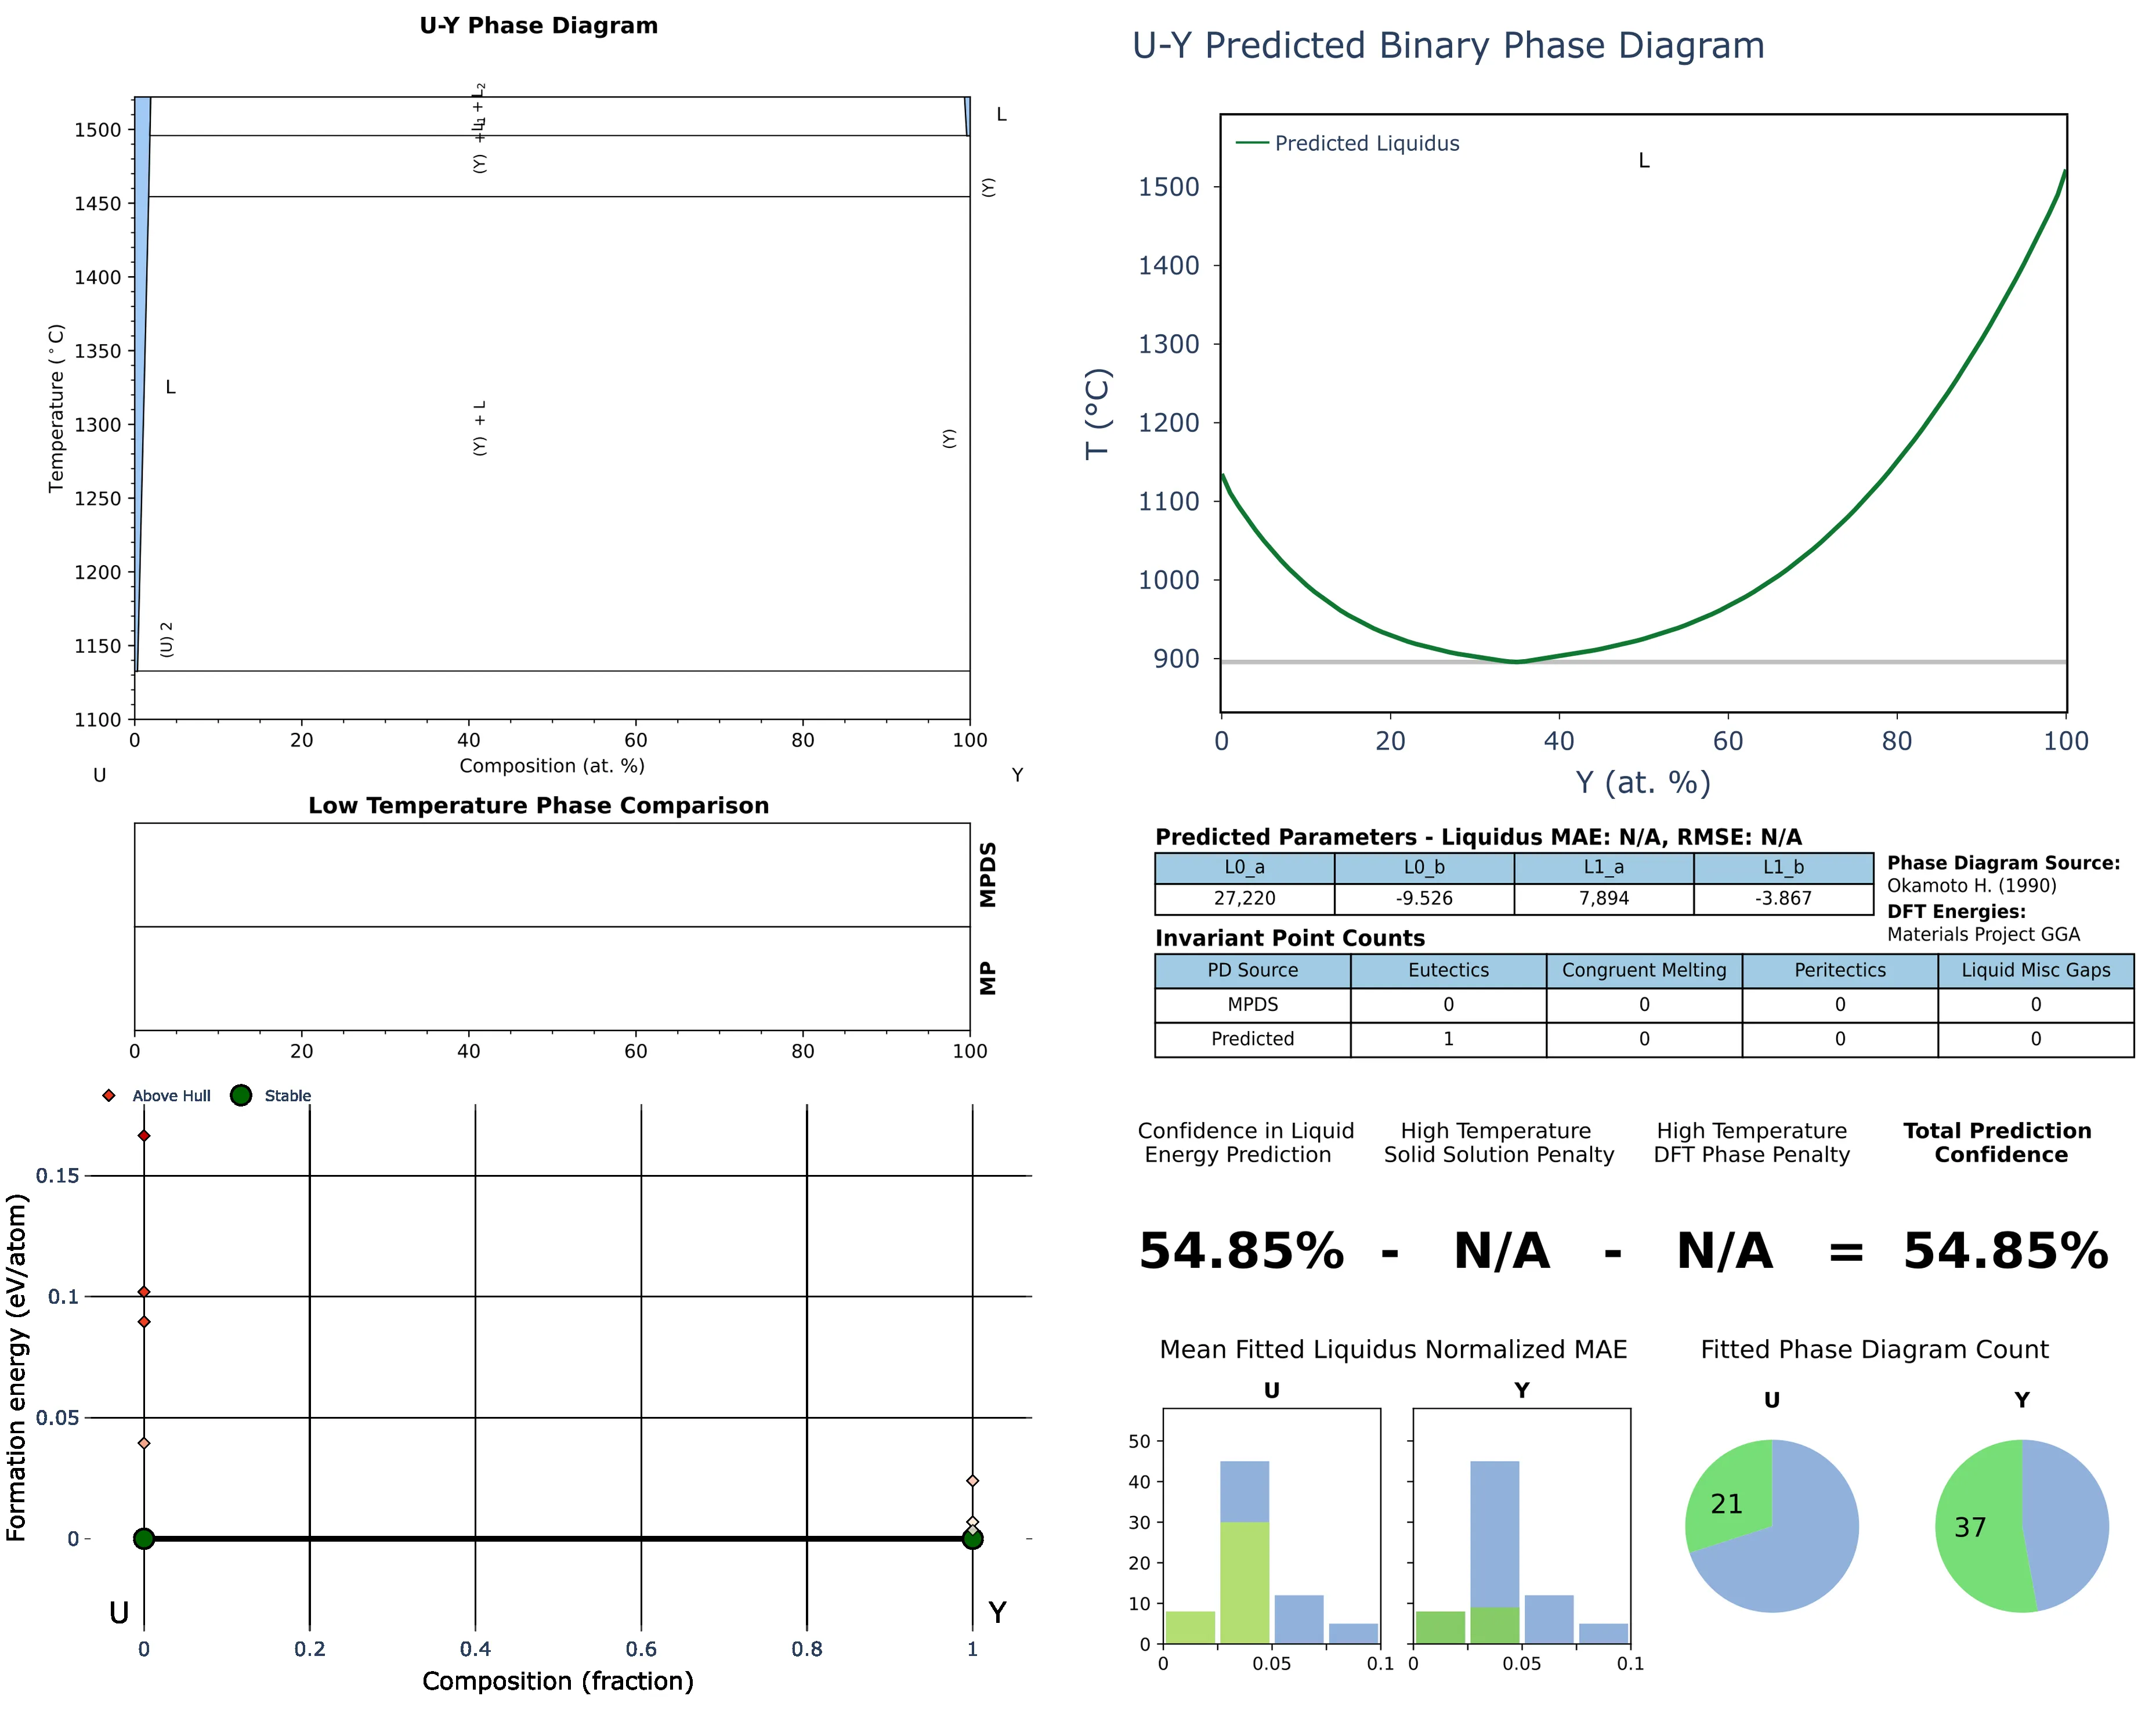 U-Y Phase Diagram
L₁ + L₂
(Y) + L
L
(Y)
1500
1450
1400
1350
1300
1250
1200
1150
1100
Temperature (°C)
L
(Y) + L
(Y)
(U) 2
0 20 40 60 80 100
Composition (at. %)
U Y
Low Temperature Phase Comparison
MPDS
MP
0 20 40 60 80 100
Above Hull Stable
0.15
0.1
0.05
0
Formation energy (eV/atom)
U Y
0 0.2 0.4 0.6 0.8 1
Composition (fraction)
U-Y Predicted Binary Phase Diagram
Predicted Liquidus
L
1500
1400
1300
1200
1100
1000
900
T (°C)
0 20 40 60 80 100
Y (at. %)
Predicted Parameters - Liquidus MAE: N/A, RMSE: N/A
L0_a L0_b L1_a L1_b
27,220 -9.526 7,894 -3.867
Phase Diagram Source:
Okamoto H. (1990)
DFT Energies:
Materials Project GGA
Invariant Point Counts
PD Source Eutectics Congruent Melting Peritectics Liquid Misc Gaps
MPDS 0 0 0 0
Predicted 1 0 0 0
Confidence in Liquid
Energy Prediction
High Temperature
Solid Solution Penalty
High Temperature
DFT Phase Penalty
Total Prediction
Confidence
54.85% - N/A - N/A = 54.85%
Mean Fitted Liquidus Normalized MAE
U Y
50
40
30
20
10
0
0 0.05 0.1 0 0.05 0.1
Fitted Phase Diagram Count
U Y
21 37